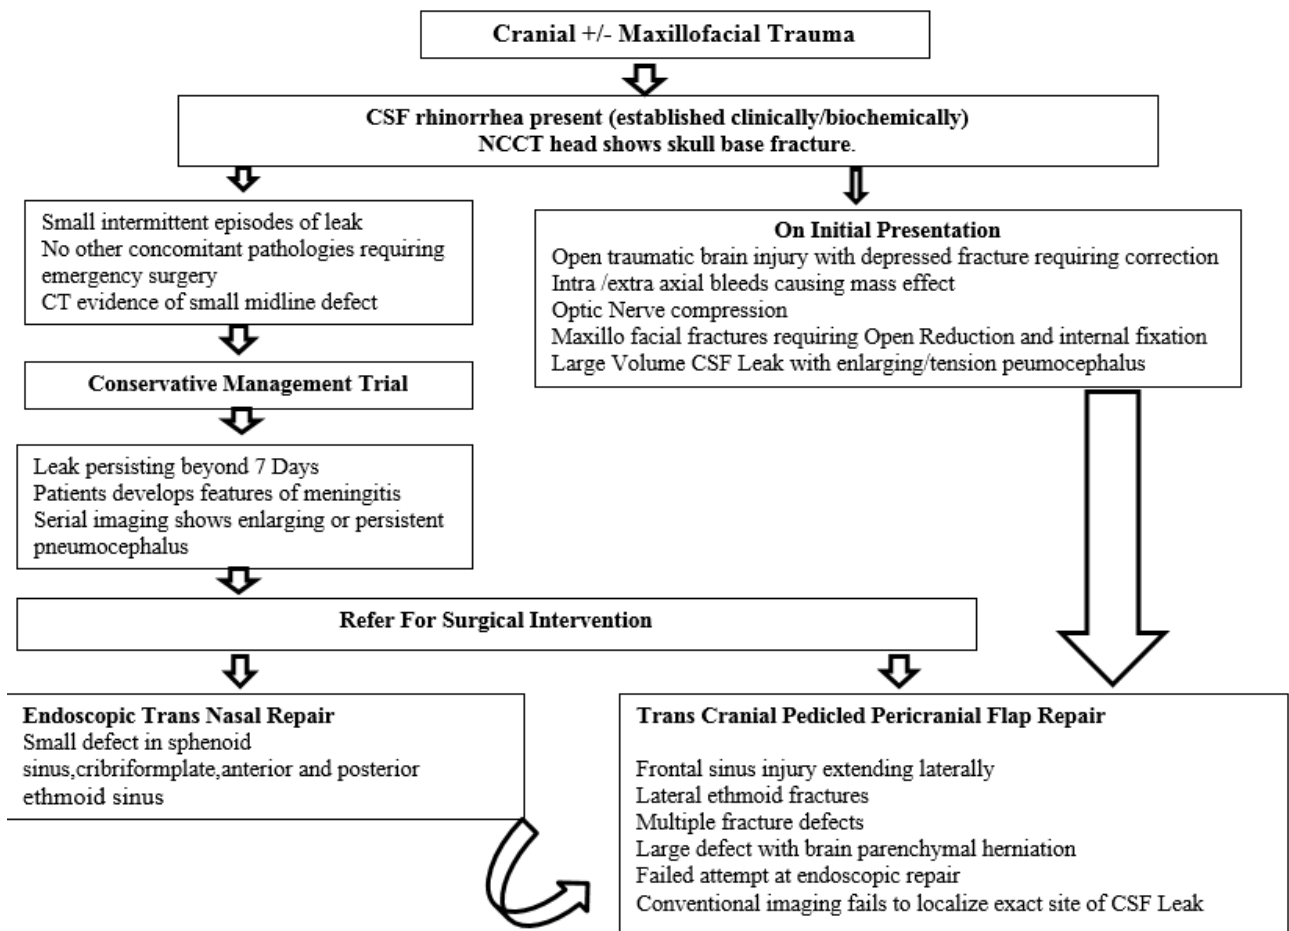 Cranial +/- Maxillofacial Trauma
CSF rhinorrhea present (established clinically/biochemically)
NCCT head shows skull base fracture.
Small intermittent episodes of leak
No other concomitant pathologies requiring
emergency surgery
CT evidence of small midline defect
On Initial Presentation
Open traumatic brain injury with depressed fracture requiring correction
Intra /extra axial bleeds causing mass effect
Optic Nerve compression
Maxillo facial fractures requiring Open Reduction and internal fixation
Large Volume CSF Leak with enlarging/tension peumocephalus
Conservative Management Trial
Leak persisting beyond 7 Days
Patients develops features of meningitis
Serial imaging shows enlarging or persistent
pneumocephalus
Refer For Surgical Intervention
Endoscopic Trans Nasal Repair
Small defect in sphenoid
sinus,cribriformplate,anterior and posterior
ethmoid sinus
Trans Cranial Pedicled Pericranial Flap Repair
Frontal sinus injury extending laterally
Lateral ethmoid fractures
Multiple fracture defects
Large defect with brain parenchymal herniation
Failed attempt at endoscopic repair
Conventional imaging fails to localize exact site of CSF Leak